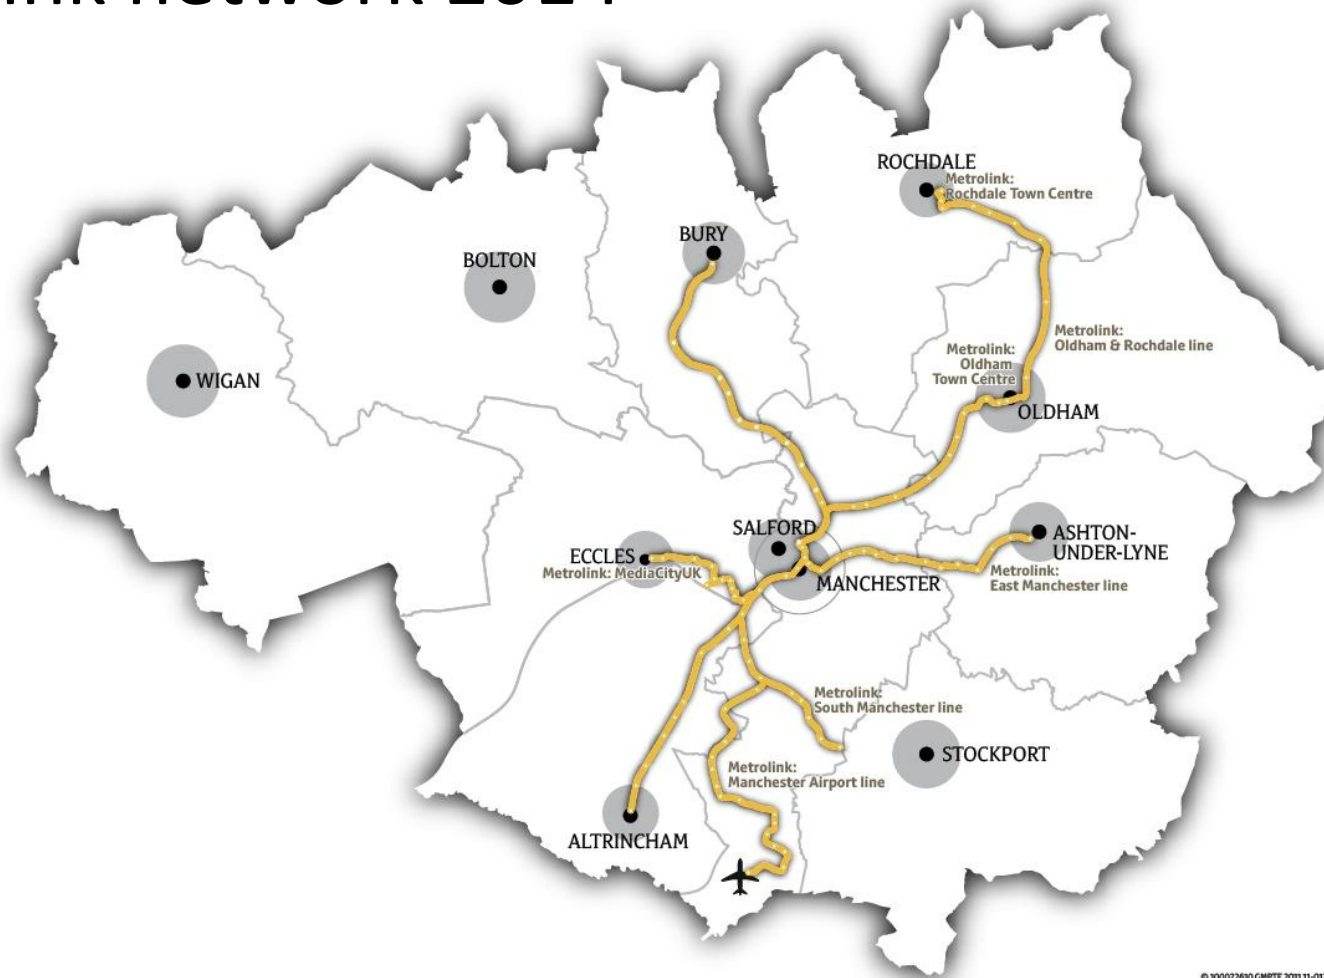 ROCHDALE
Metrolink:
Rochdale Town Centre
BURY
BOLTON
Metrolink:
Oldham & Rochdale line
Metrolink:
Oldham
Town Centre
WIGAN
OLDHAM
SALFORD
ASHTON-
UNDER-LYNE
ECCLES
Metrolink: MediaCityUK
MANCHESTER
Metrolink:
East Manchester line
Metrolink:
South Manchester line
STOCKPORT
Metrolink:
Manchester Airport line
ALTRINCHAM